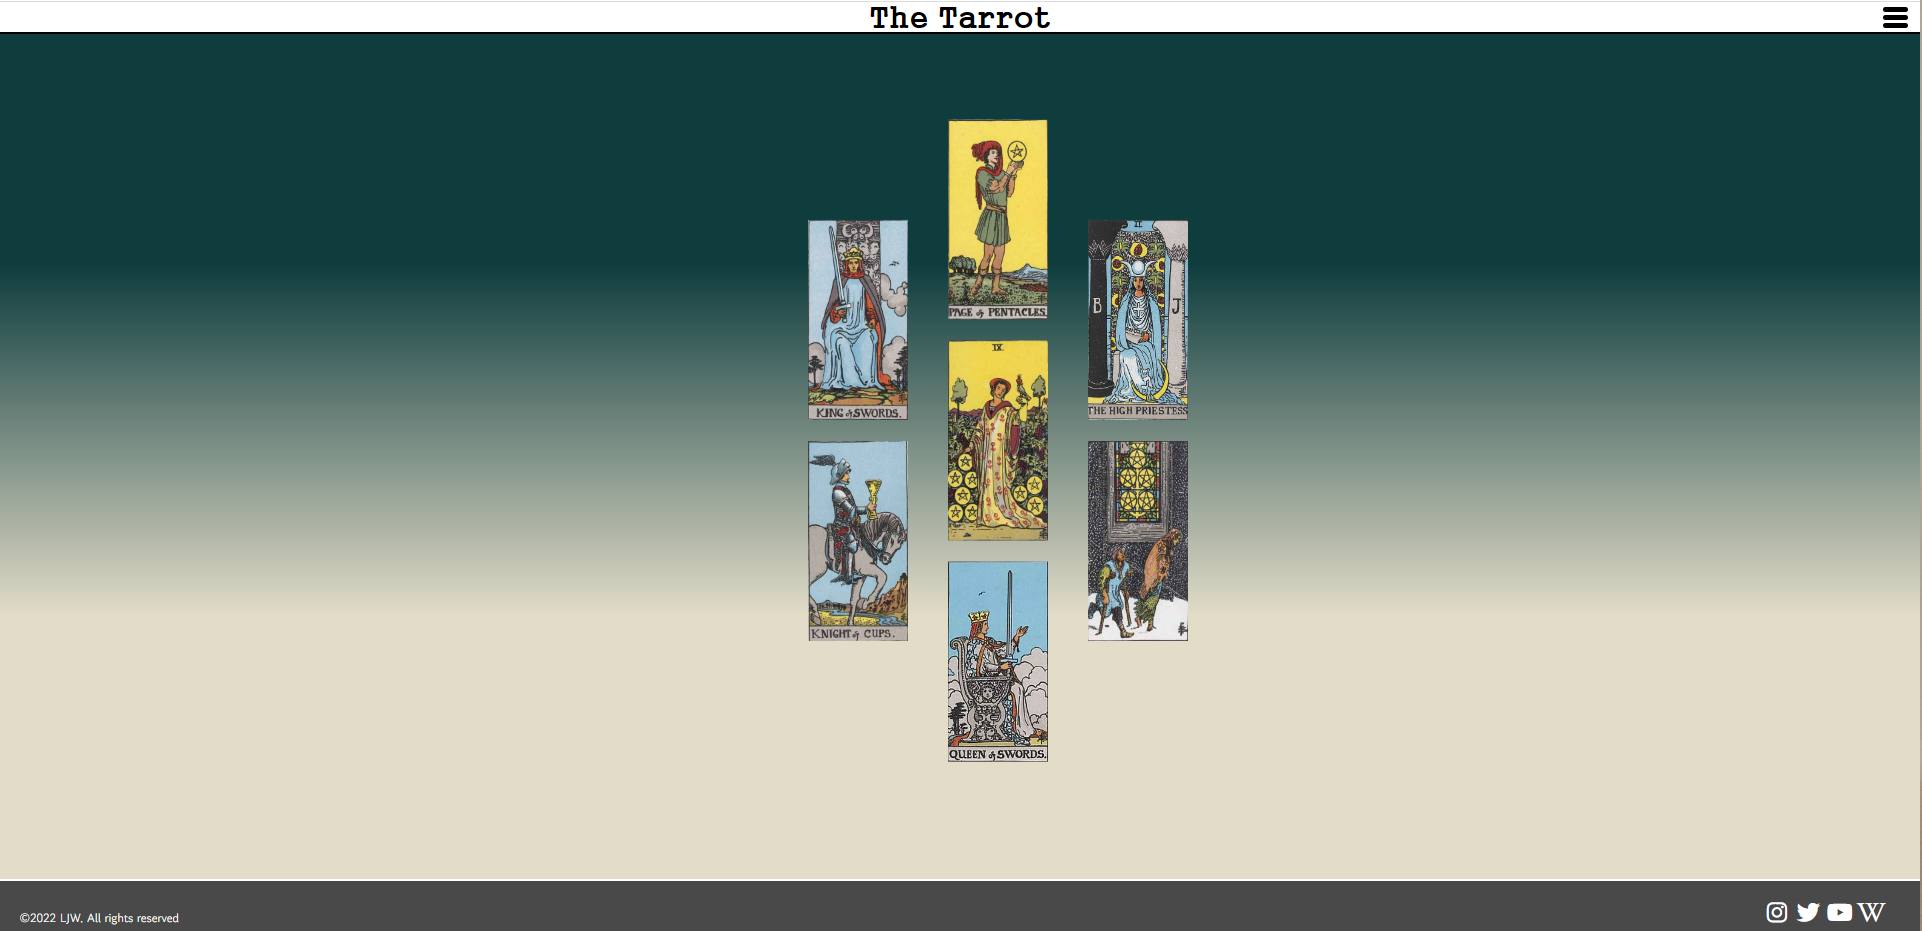 The Tarrot
PAGE of PENTACLES.
KING of SWORDS.
II
B
J
THE HIGH PRIESTESS
IX
KNIGHT of CUPS.
QUEEN of SWORDS.
©2022 LJW. All rights reserved
W